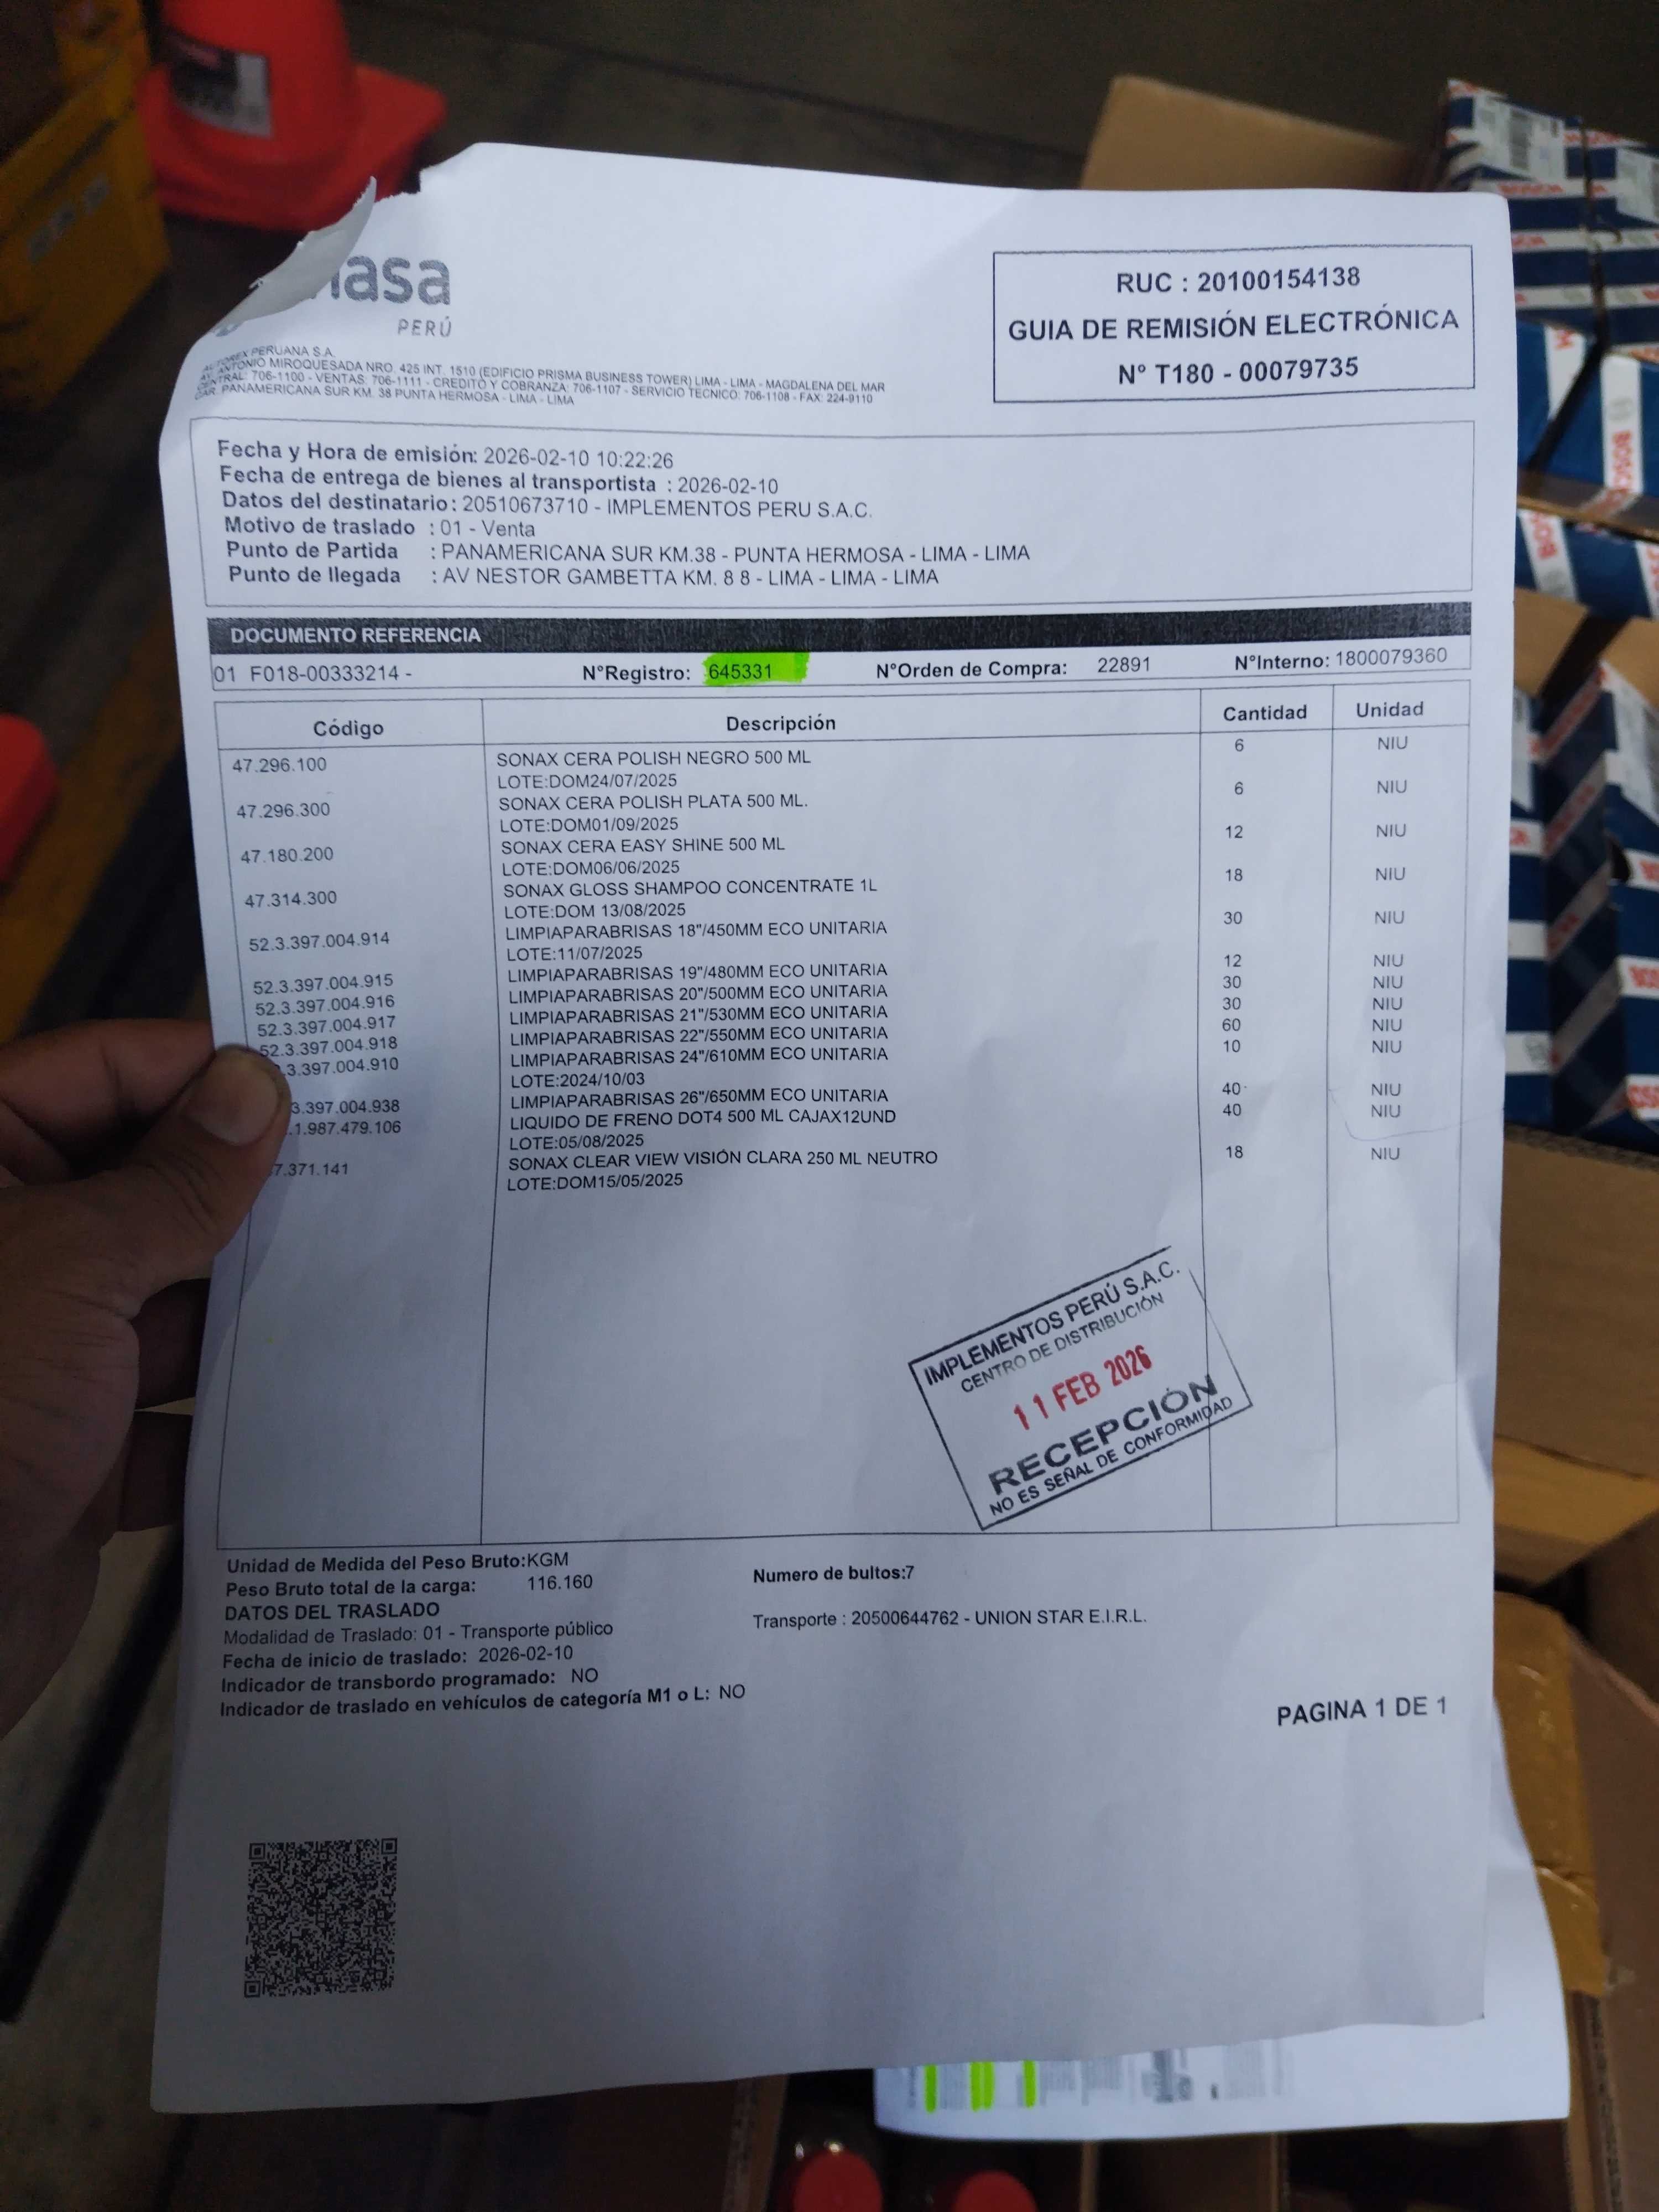 nasa
PERÚ
AUTOREX PERUANA S.A.
AV. ANTONIO MIROQUESADA NRO. 425 INT. 1510 (EDIFICIO PRISMA BUSINESS TOWER) LIMA - LIMA - MAGDALENA DEL MAR
CENTRAL: 706-1100 - VENTAS: 706-1111 - CREDITO Y COBRANZA: 706-1107 - SERVICIO TECNICO: 706-1108 - FAX: 224-9110
CAR. PANAMERICANA SUR KM. 38 PUNTA HERMOSA - LIMA - LIMA
RUC : 20100154138
GUIA DE REMISIÓN ELECTRÓNICA
N° T180 - 00079735
Fecha y Hora de emisión: 2026-02-10 10:22:26
Fecha de entrega de bienes al transportista : 2026-02-10
Datos del destinatario : 20510673710 - IMPLEMENTOS PERU S.A.C.
Motivo de traslado : 01 - Venta
Punto de Partida : PANAMERICANA SUR KM.38 - PUNTA HERMOSA - LIMA - LIMA
Punto de llegada : AV NESTOR GAMBETTA KM. 8 8 - LIMA - LIMA - LIMA
DOCUMENTO REFERENCIA
01 F018-00333214 - N°Registro: 645331 N°Orden de Compra: 22891 N°Interno: 1800079360
Código Descripción Cantidad Unidad
47.296.100 SONAX CERA POLISH NEGRO 500 ML 6 NIU
LOTE:DOM24/07/2025
47.296.300 SONAX CERA POLISH PLATA 500 ML. 6 NIU
LOTE:DOM01/09/2025
47.180.200 SONAX CERA EASY SHINE 500 ML 12 NIU
LOTE:DOM06/06/2025
47.314.300 SONAX GLOSS SHAMPOO CONCENTRATE 1L 18 NIU
LOTE:DOM 13/08/2025
52.3.397.004.914 LIMPIAPARABRISAS 18"/450MM ECO UNITARIA 30 NIU
LOTE:11/07/2025
52.3.397.004.915 LIMPIAPARABRISAS 19"/480MM ECO UNITARIA 12 NIU
52.3.397.004.916 LIMPIAPARABRISAS 20"/500MM ECO UNITARIA 30 NIU
52.3.397.004.917 LIMPIAPARABRISAS 21"/530MM ECO UNITARIA 30 NIU
52.3.397.004.918 LIMPIAPARABRISAS 22"/550MM ECO UNITARIA 60 NIU
.3.397.004.910 LIMPIAPARABRISAS 24"/610MM ECO UNITARIA 10 NIU
LOTE:2024/10/03
3.397.004.938 LIMPIAPARABRISAS 26"/650MM ECO UNITARIA 40 NIU
.1.987.479.106 LIQUIDO DE FRENO DOT4 500 ML CAJAX12UND 40 NIU
LOTE:05/08/2025
7.371.141 SONAX CLEAR VIEW VISIÓN CLARA 250 ML NEUTRO 18 NIU
LOTE:DOM15/05/2025
IMPLEMENTOS PERÚ S.A.C.
CENTRO DE DISTRIBUCIÓN
11 FEB 2026
RECEPCIÓN
NO ES SEÑAL DE CONFORMIDAD
Unidad de Medida del Peso Bruto:KGM
Peso Bruto total de la carga: 116.160 Numero de bultos:7
DATOS DEL TRASLADO
Modalidad de Traslado: 01 - Transporte público Transporte : 20500644762 - UNION STAR E.I.R.L.
Fecha de inicio de traslado: 2026-02-10
Indicador de transbordo programado: NO
Indicador de traslado en vehículos de categoría M1 o L: NO
PAGINA 1 DE 1
BOSCH